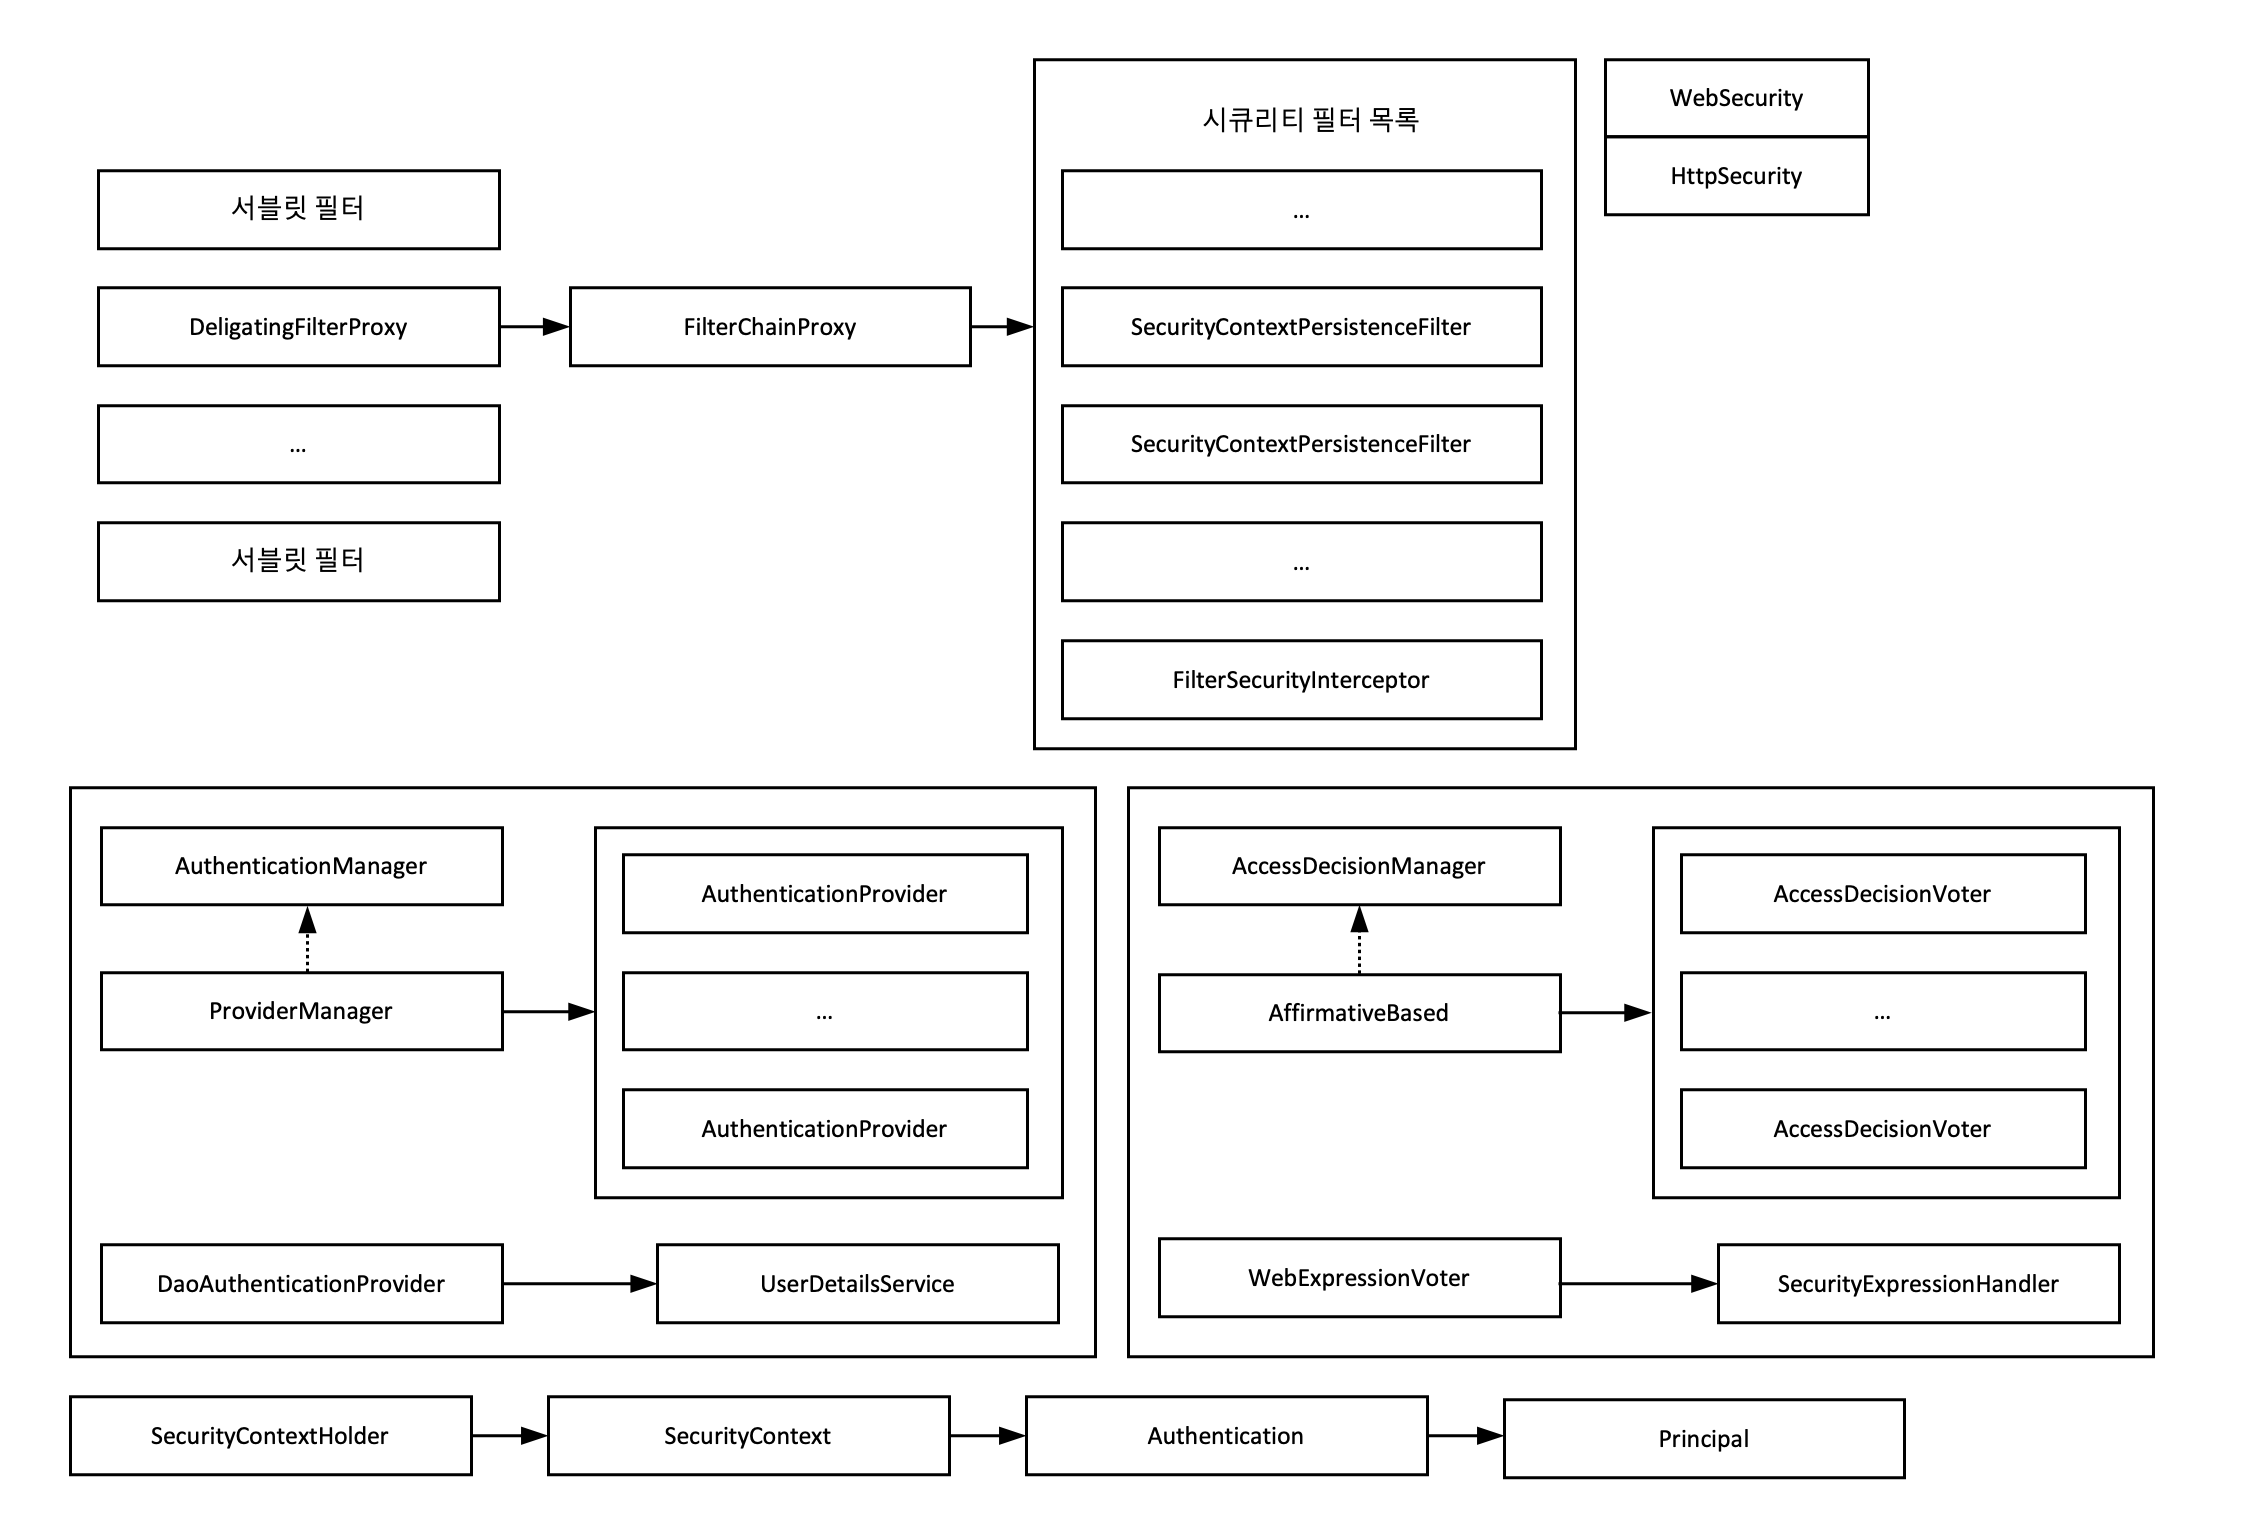 시큐리티 필터 목록
WebSecurity
HttpSecurity
서블릿 필터
...
DeligatingFilterProxy
FilterChainProxy
SecurityContextPersistenceFilter
...
SecurityContextPersistenceFilter
서블릿 필터
...
FilterSecurityInterceptor
AuthenticationManager
AuthenticationProvider
ProviderManager
...
AuthenticationProvider
DaoAuthenticationProvider
UserDetailsService
AccessDecisionManager
AccessDecisionVoter
AffirmativeBased
...
AccessDecisionVoter
WebExpressionVoter
SecurityExpressionHandler
SecurityContextHolder
SecurityContext
Authentication
Principal